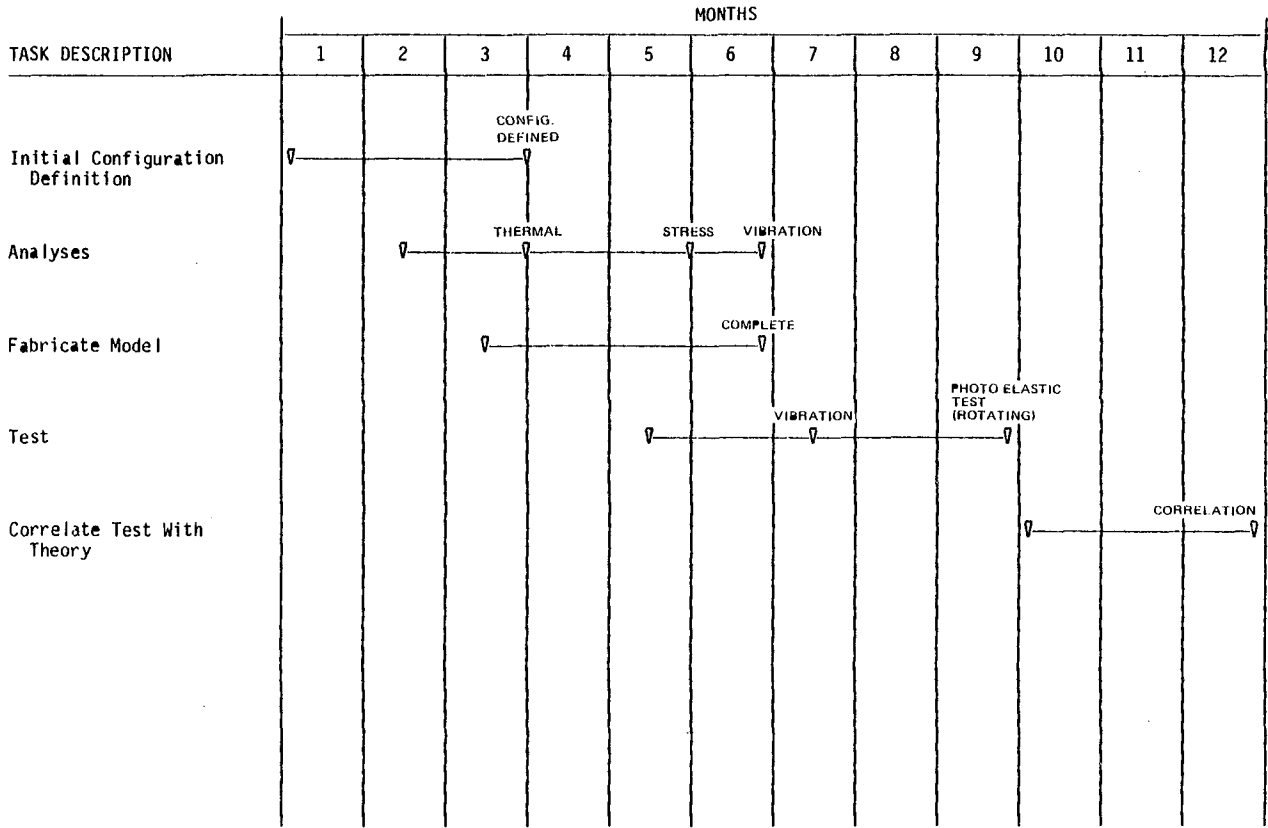 MONTHS
TASK DESCRIPTION 1 2 3 4 5 6 7 8 9 10 11 12
CONFIG.
DEFINED
Initial Configuration
Definition
THERMAL STRESS VIBRATION
Analyses
COMPLETE
Fabricate Model
PHOTO ELASTIC
TEST
(ROTATING)
VIBRATION
Test
CORRELATION
Correlate Test With
Theory